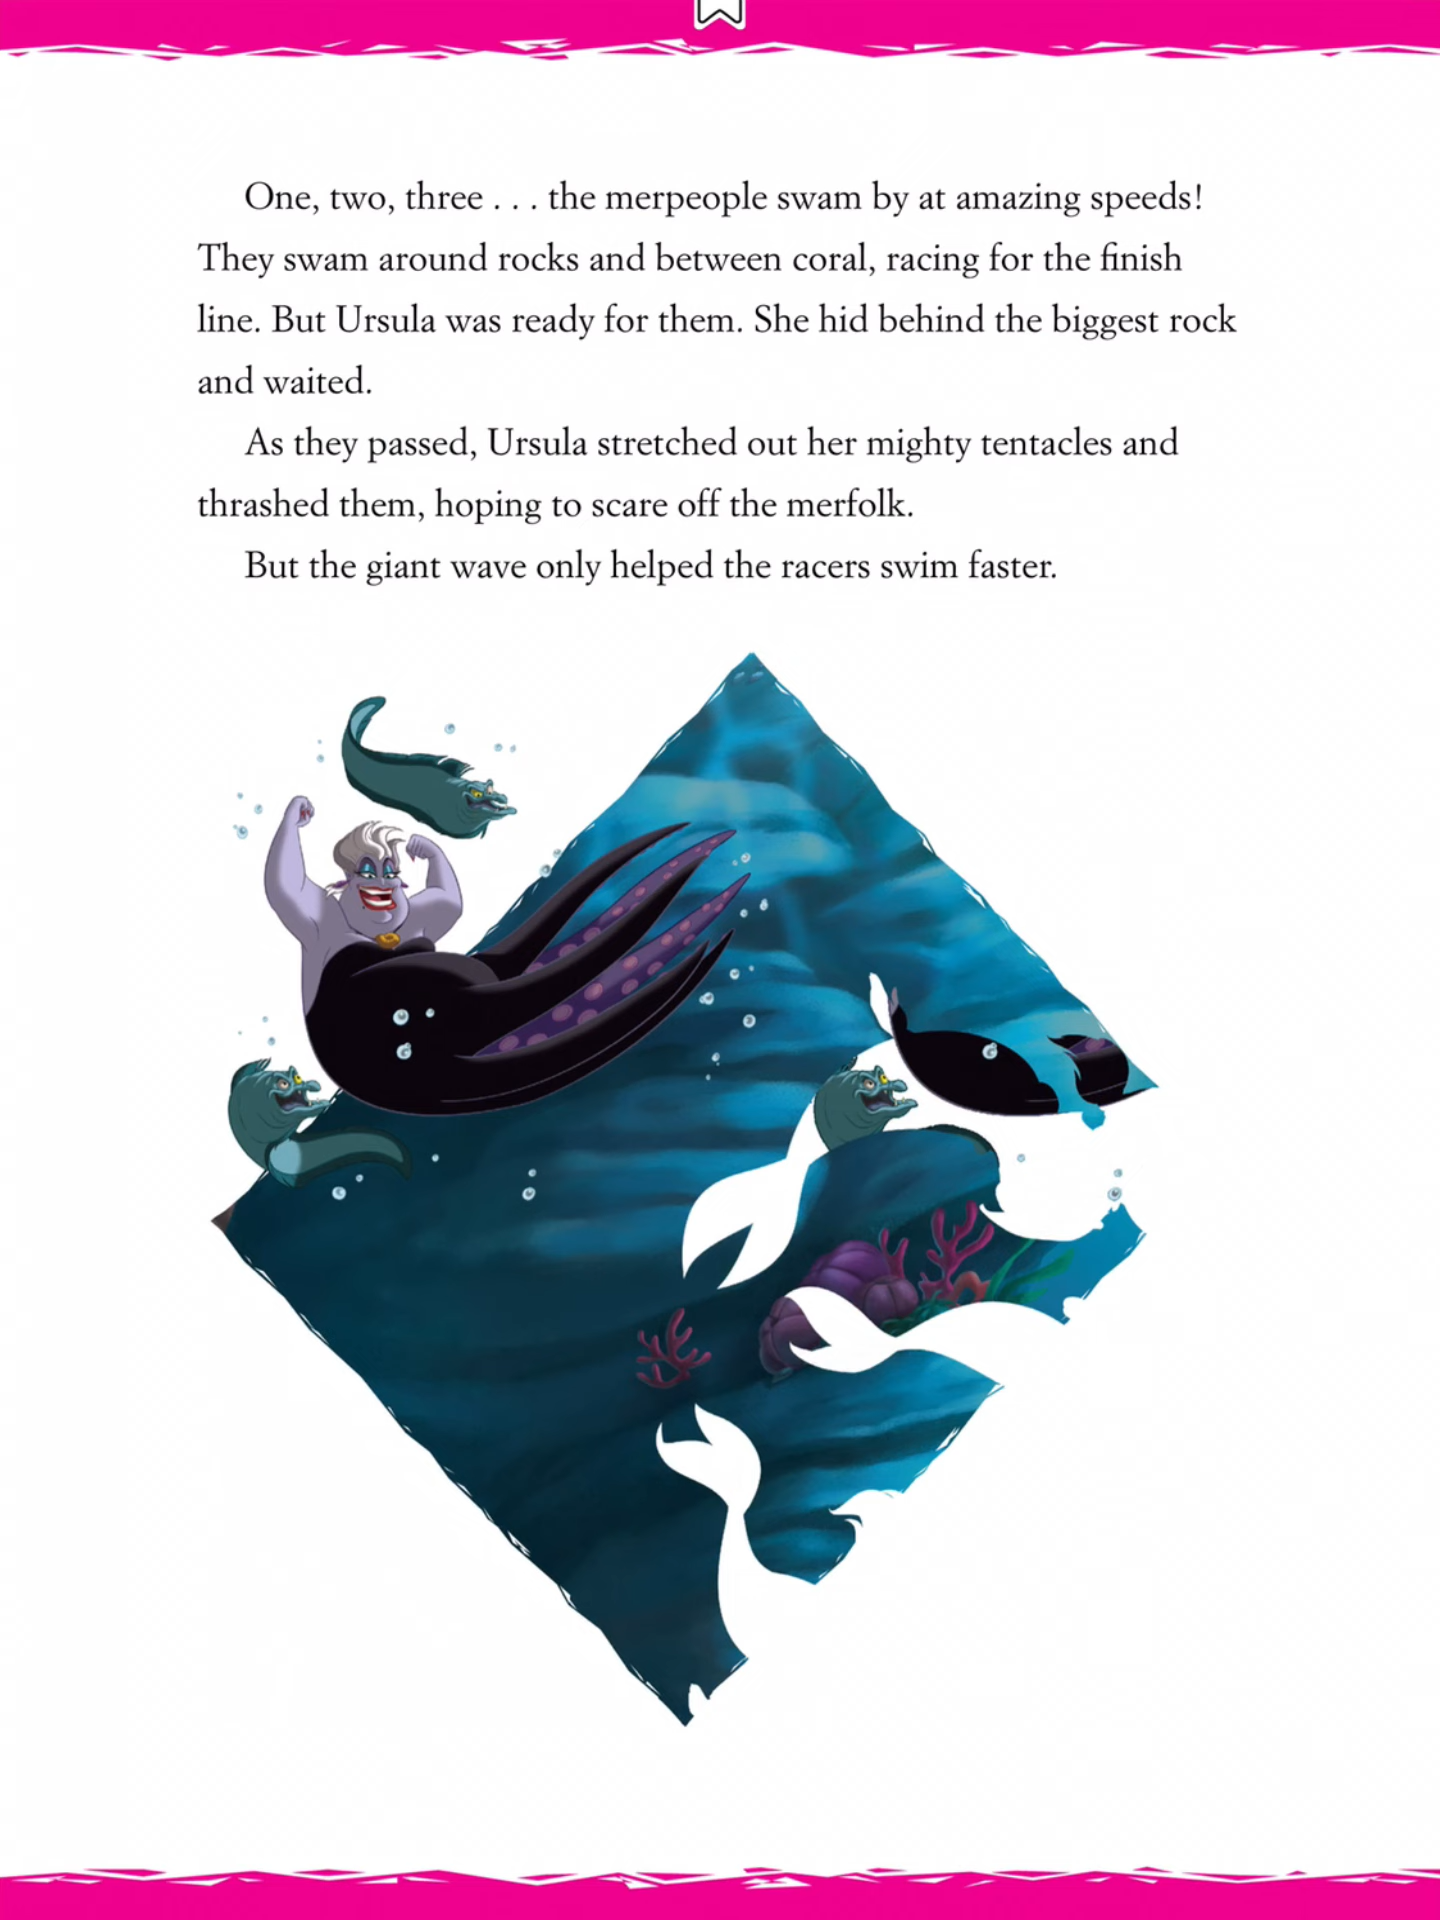 One, two, three . . . the merpeople swam by at amazing speeds!
They swam around rocks and between coral, racing for the finish
line. But Ursula was ready for them. She hid behind the biggest rock
and waited.
As they passed, Ursula stretched out her mighty tentacles and
thrashed them, hoping to scare off the merfolk.
But the giant wave only helped the racers swim faster.